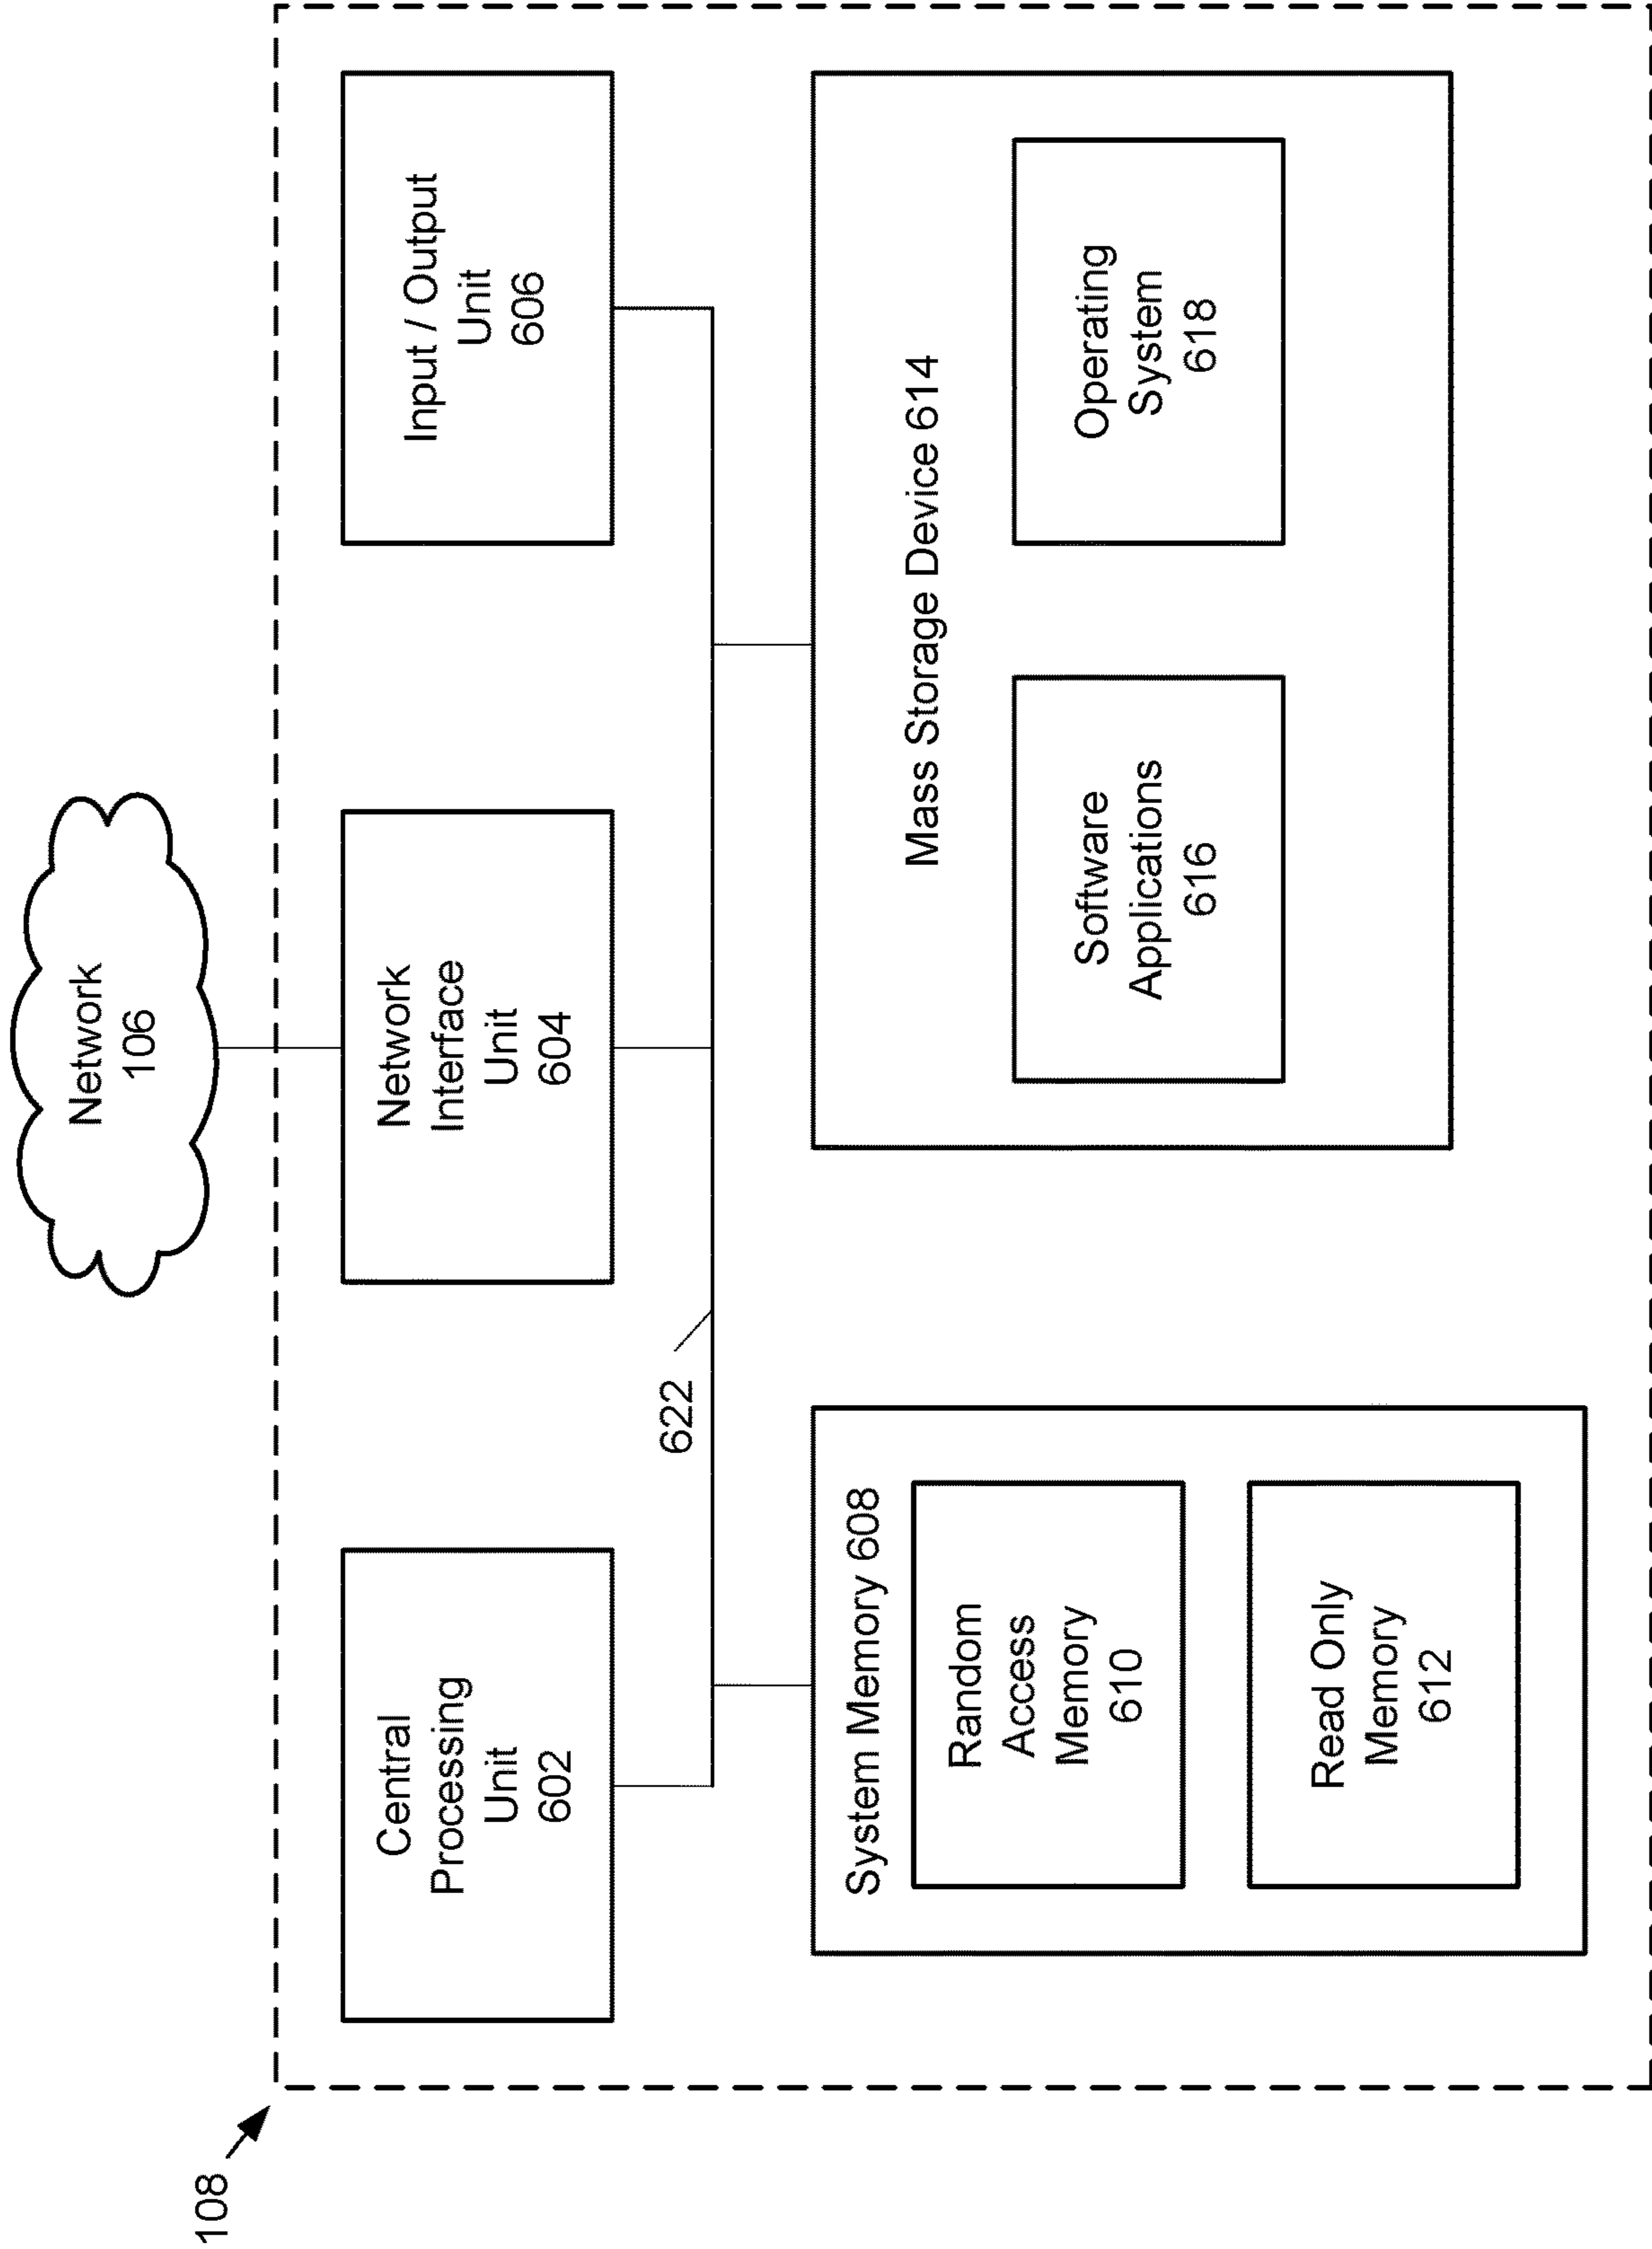 108
Network
106
Central
Processing
Unit
602
Network
Interface
Unit
604
Input / Output
Unit
606
622
System Memory 608
Random
Access
Memory
610
Read Only
Memory
612
Mass Storage Device 614
Software
Applications
616
Operating
System
618